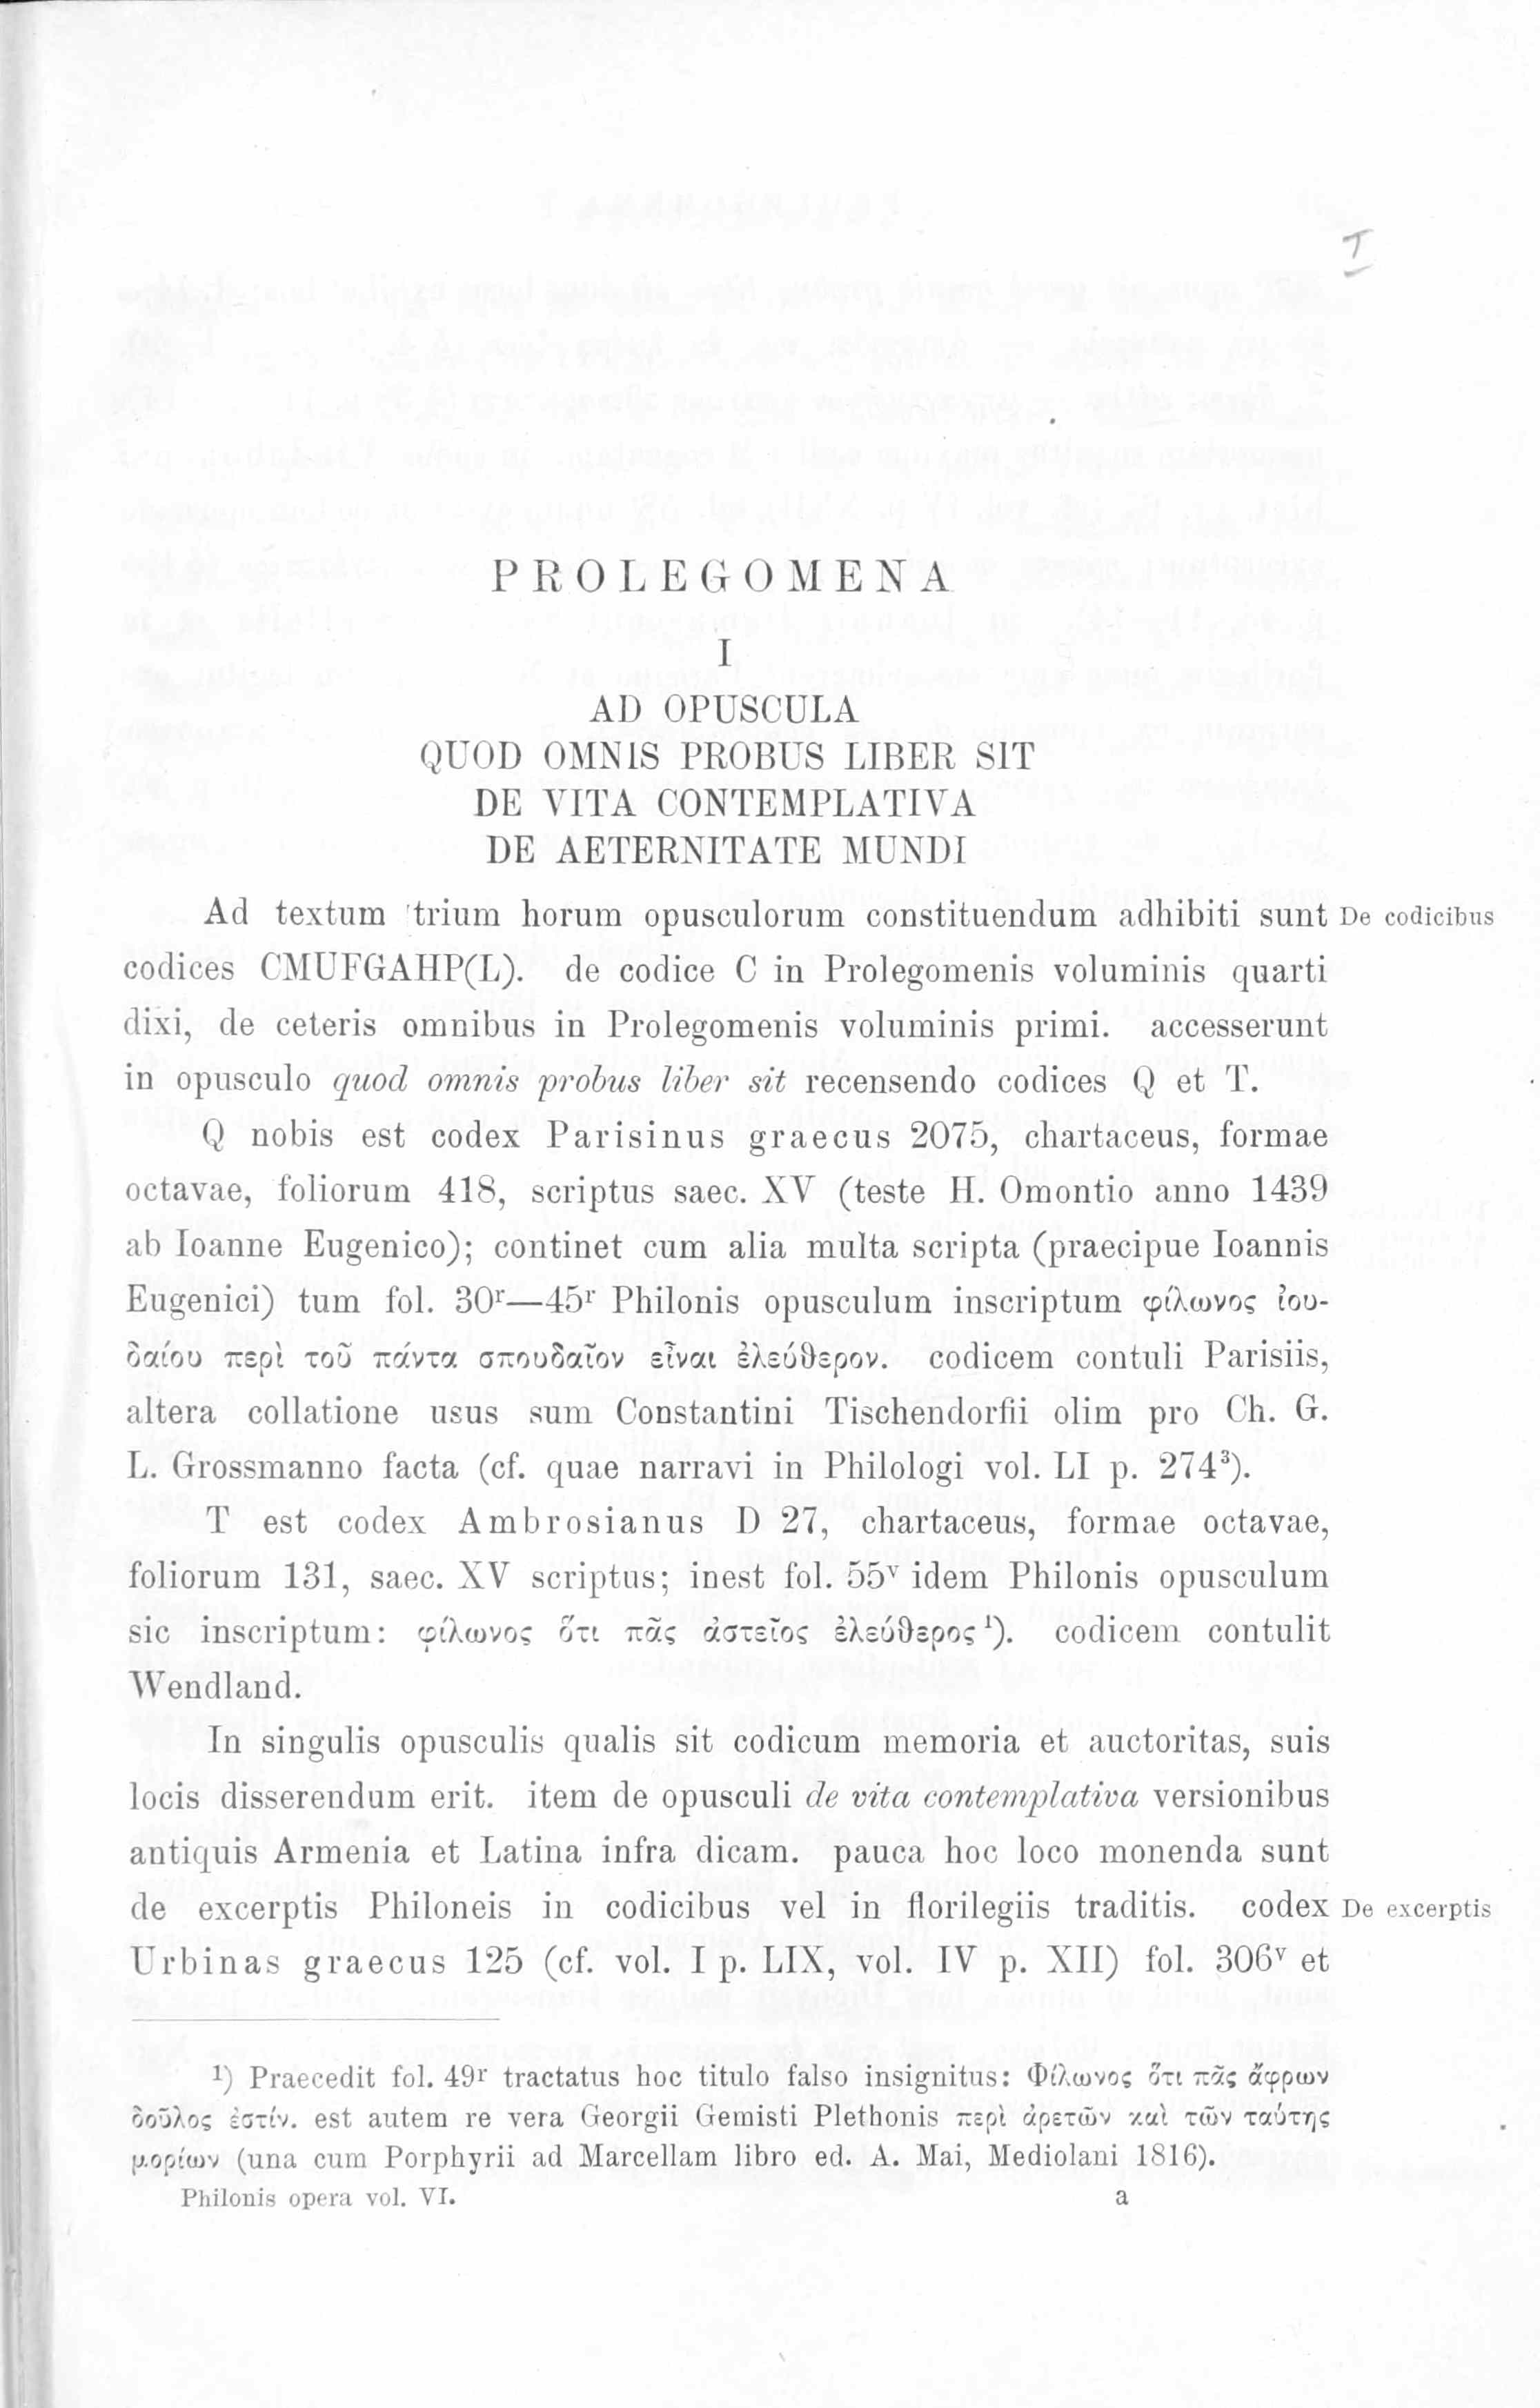 I
PROLEGOMENA
I
AD OPUSCULA
QUOD OMNIS PROBUS LIBER SIT
DE VITA CONTEMPLATIVA
DE AETERNITATE MUNDI
Ad textum trium horum opusculorum constituendum adhibiti sunt De codicibus
codices CMUFGAHP(L). de codice C in Prolegomenis voluminis quarti
dixi, de ceteris omnibus in Prolegomenis voluminis primi. accesserunt
in opusculo quod omnis probus liber sit recensendo codices Q et T.
Q nobis est codex Parisinus graecus 2075, chartaceus, formae
octavae, foliorum 418, scriptus saec. XV (teste H. Omontio anno 1439
ab Ioanne Eugenico); continet cum alia multa scripta (praecipue Ioannis
Eugenici) tum fol. 30ʳ—45ʳ Philonis opusculum inscriptum φίλωνος ἰου-
δαίου περὶ τοῦ πάντα σπουδαῖον εἶναι ἐλεύθερον. codicem contuli Parisiis,
altera collatione usus sum Constantini Tischendorfii olim pro Ch. G.
L. Grossmanno facta (cf. quae narravi in Philologi vol. LI p. 274³).
T est codex Ambrosianus D 27, chartaceus, formae octavae,
foliorum 131, saec. XV scriptus; inest fol. 55ᵛ idem Philonis opusculum
sic inscriptum: φίλωνος ὅτι πᾶς ἀστεῖος ἐλεύθερος¹). codicem contulit
Wendland.
In singulis opusculis qualis sit codicum memoria et auctoritas, suis
locis disserendum erit. item de opusculi de vita contemplativa versionibus
antiquis Armenia et Latina infra dicam. pauca hoc loco monenda sunt
de excerptis Philoneis in codicibus vel in florilegiis traditis. codex De excerptis
Urbinas graecus 125 (cf. vol. I p. LIX, vol. IV p. XII) fol. 306ᵛ et
1) Praecedit fol. 49ʳ tractatus hoc titulo falso insignitus: Φίλωνος ὅτι πᾶς ἄφρων
δοῦλος ἐστίν. est autem re vera Georgii Gemisti Plethonis περὶ ἀρετῶν καὶ τῶν ταύτης
μορίων (una cum Porphyrii ad Marcellam libro ed. A. Mai, Mediolani 1816).
Philonis opera vol. VI. a